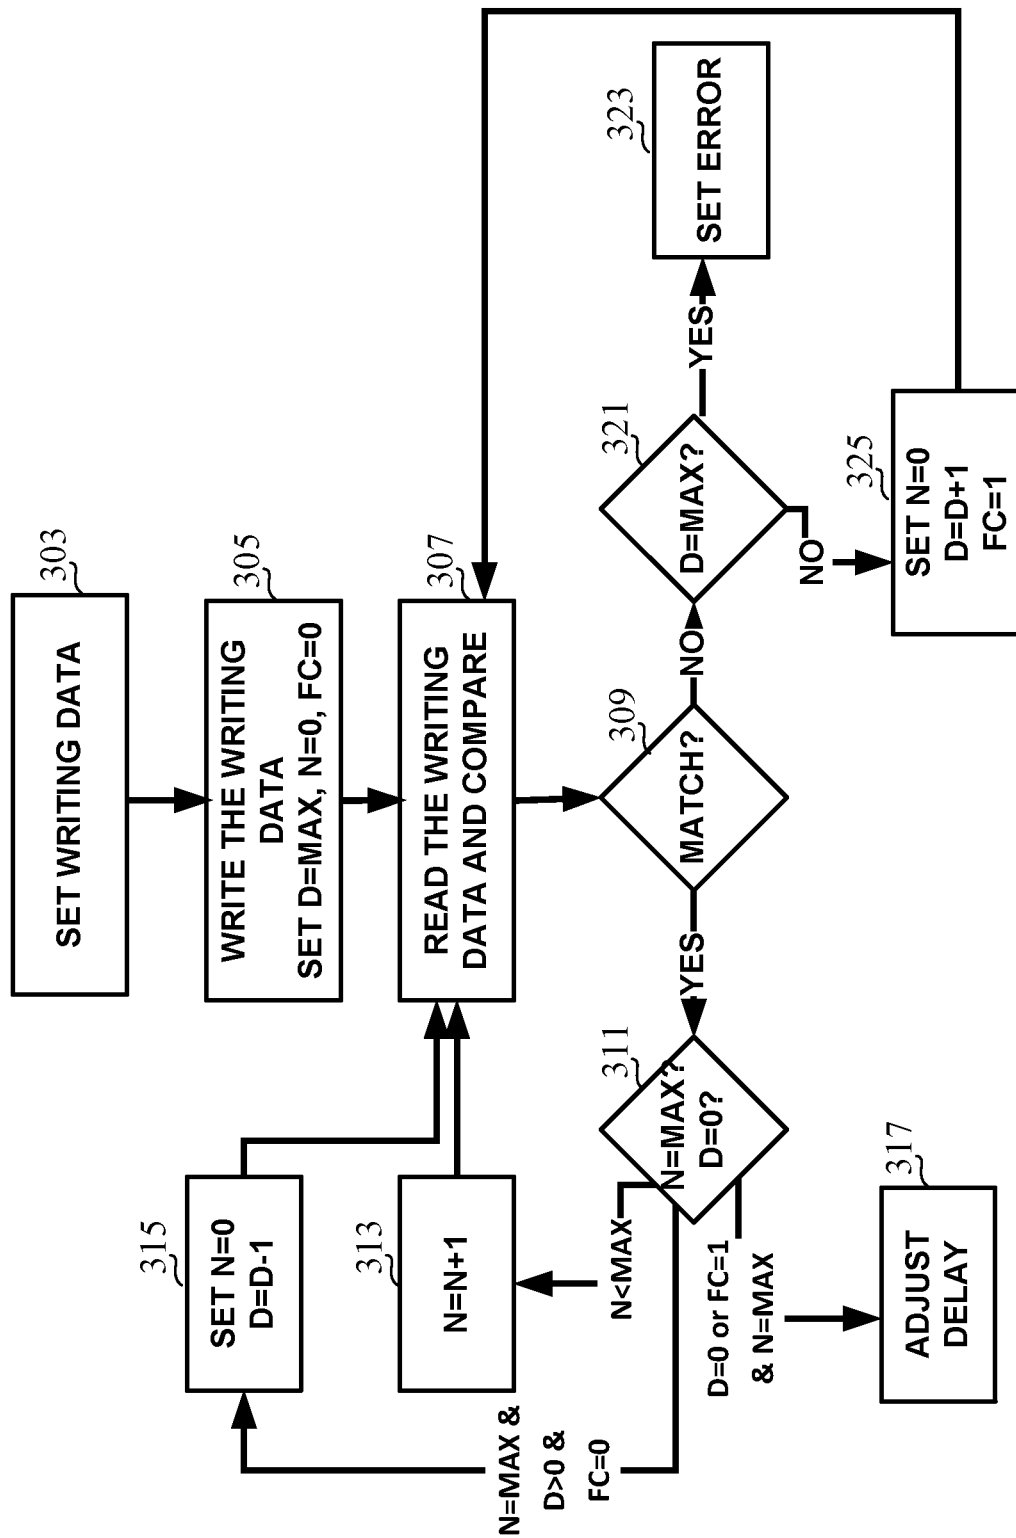 303
SET WRITING DATA
305
WRITE THE WRITING
DATA
SET D=MAX, N=0, FC=0
307
READ THE WRITING
DATA AND COMPARE
309
MATCH?
YES
NO
311
N=MAX?
D=0?
N<MAX
313
N=N+1
N=MAX &
D>0 &
FC=0
315
SET N=0
D=D-1
D=0 or FC=1
& N=MAX
317
ADJUST
DELAY
321
D=MAX?
YES
323
SET ERROR
NO
325
SET N=0
D=D+1
FC=1